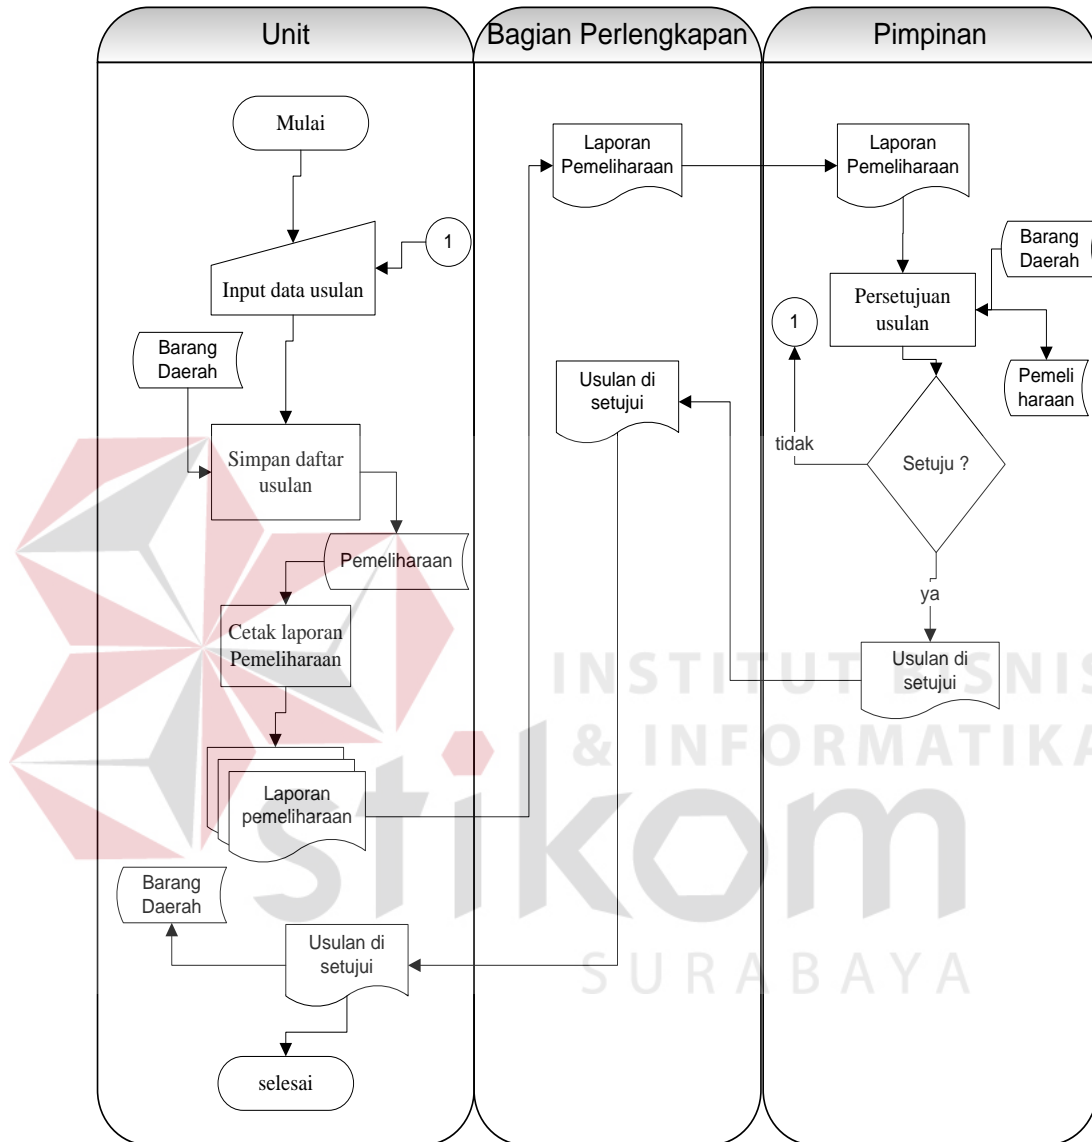 Unit
Bagian Perlengkapan
Pimpinan
Mulai
1
Input data usulan
Barang
Daerah
Simpan daftar
usulan
Pemeliharaan
Cetak laporan
Pemeliharaan
Laporan
pemeliharaan
Barang
Daerah
Usulan di
setujui
selesai
Laporan
Pemeliharaan
Usulan di
setujui
Laporan
Pemeliharaan
Barang
Daerah
Persetujuan
usulan
1
Pemeli
haraan
tidak
Setuju ?
ya
Usulan di
setujui
INSTITUT BISNIS
& INFORMATIKA
stikom
SURABAYA